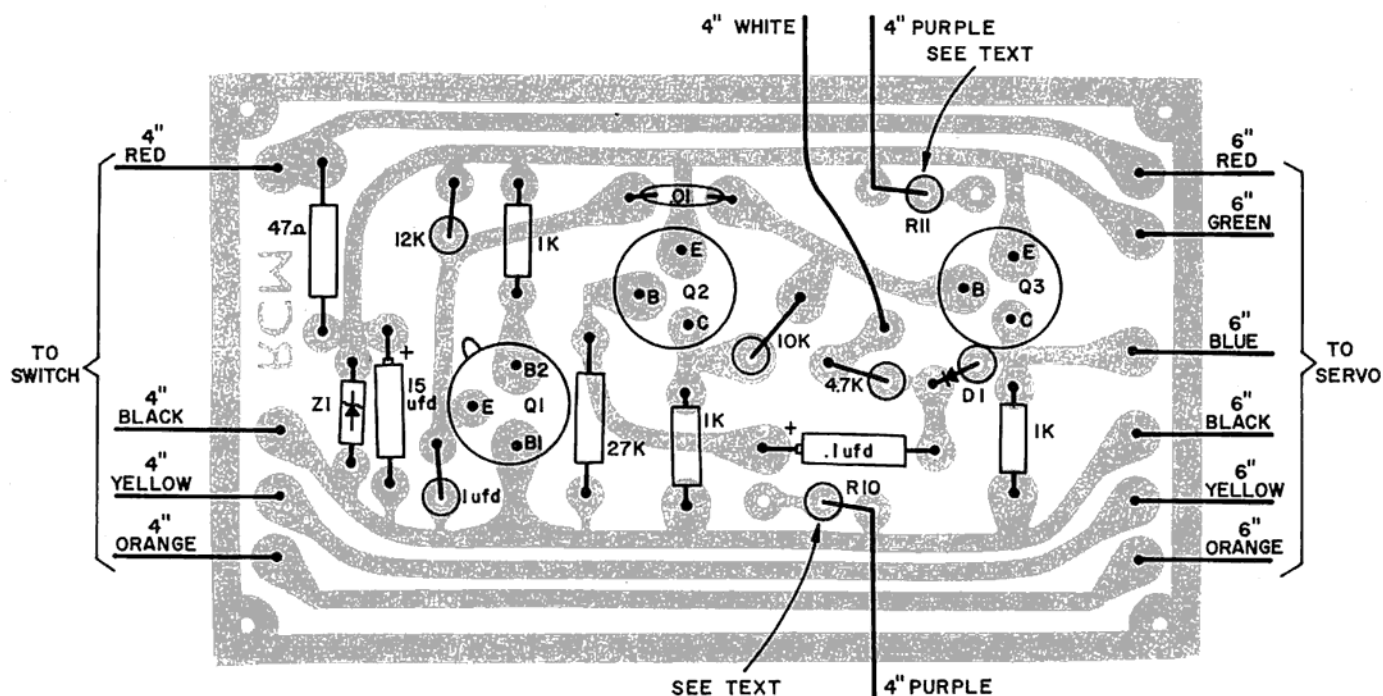 4" WHITE
4" PURPLE
SEE TEXT
4"
RED
6"
RED
6"
GREEN
.01
R11
47Ω
12K
1K
E
B
Q2
C
E
B
Q3
C
RCM
TO
SWITCH
10K
6"
BLUE
TO
SERVO
+
15
ufd
Z1
B2
E
Q1
B1
4.7K
D1
4"
BLACK
6"
BLACK
27K
1K
+
.1ufd
1K
4"
YELLOW
.1ufd
R10
6"
YELLOW
4"
ORANGE
6"
ORANGE
SEE TEXT
4" PURPLE